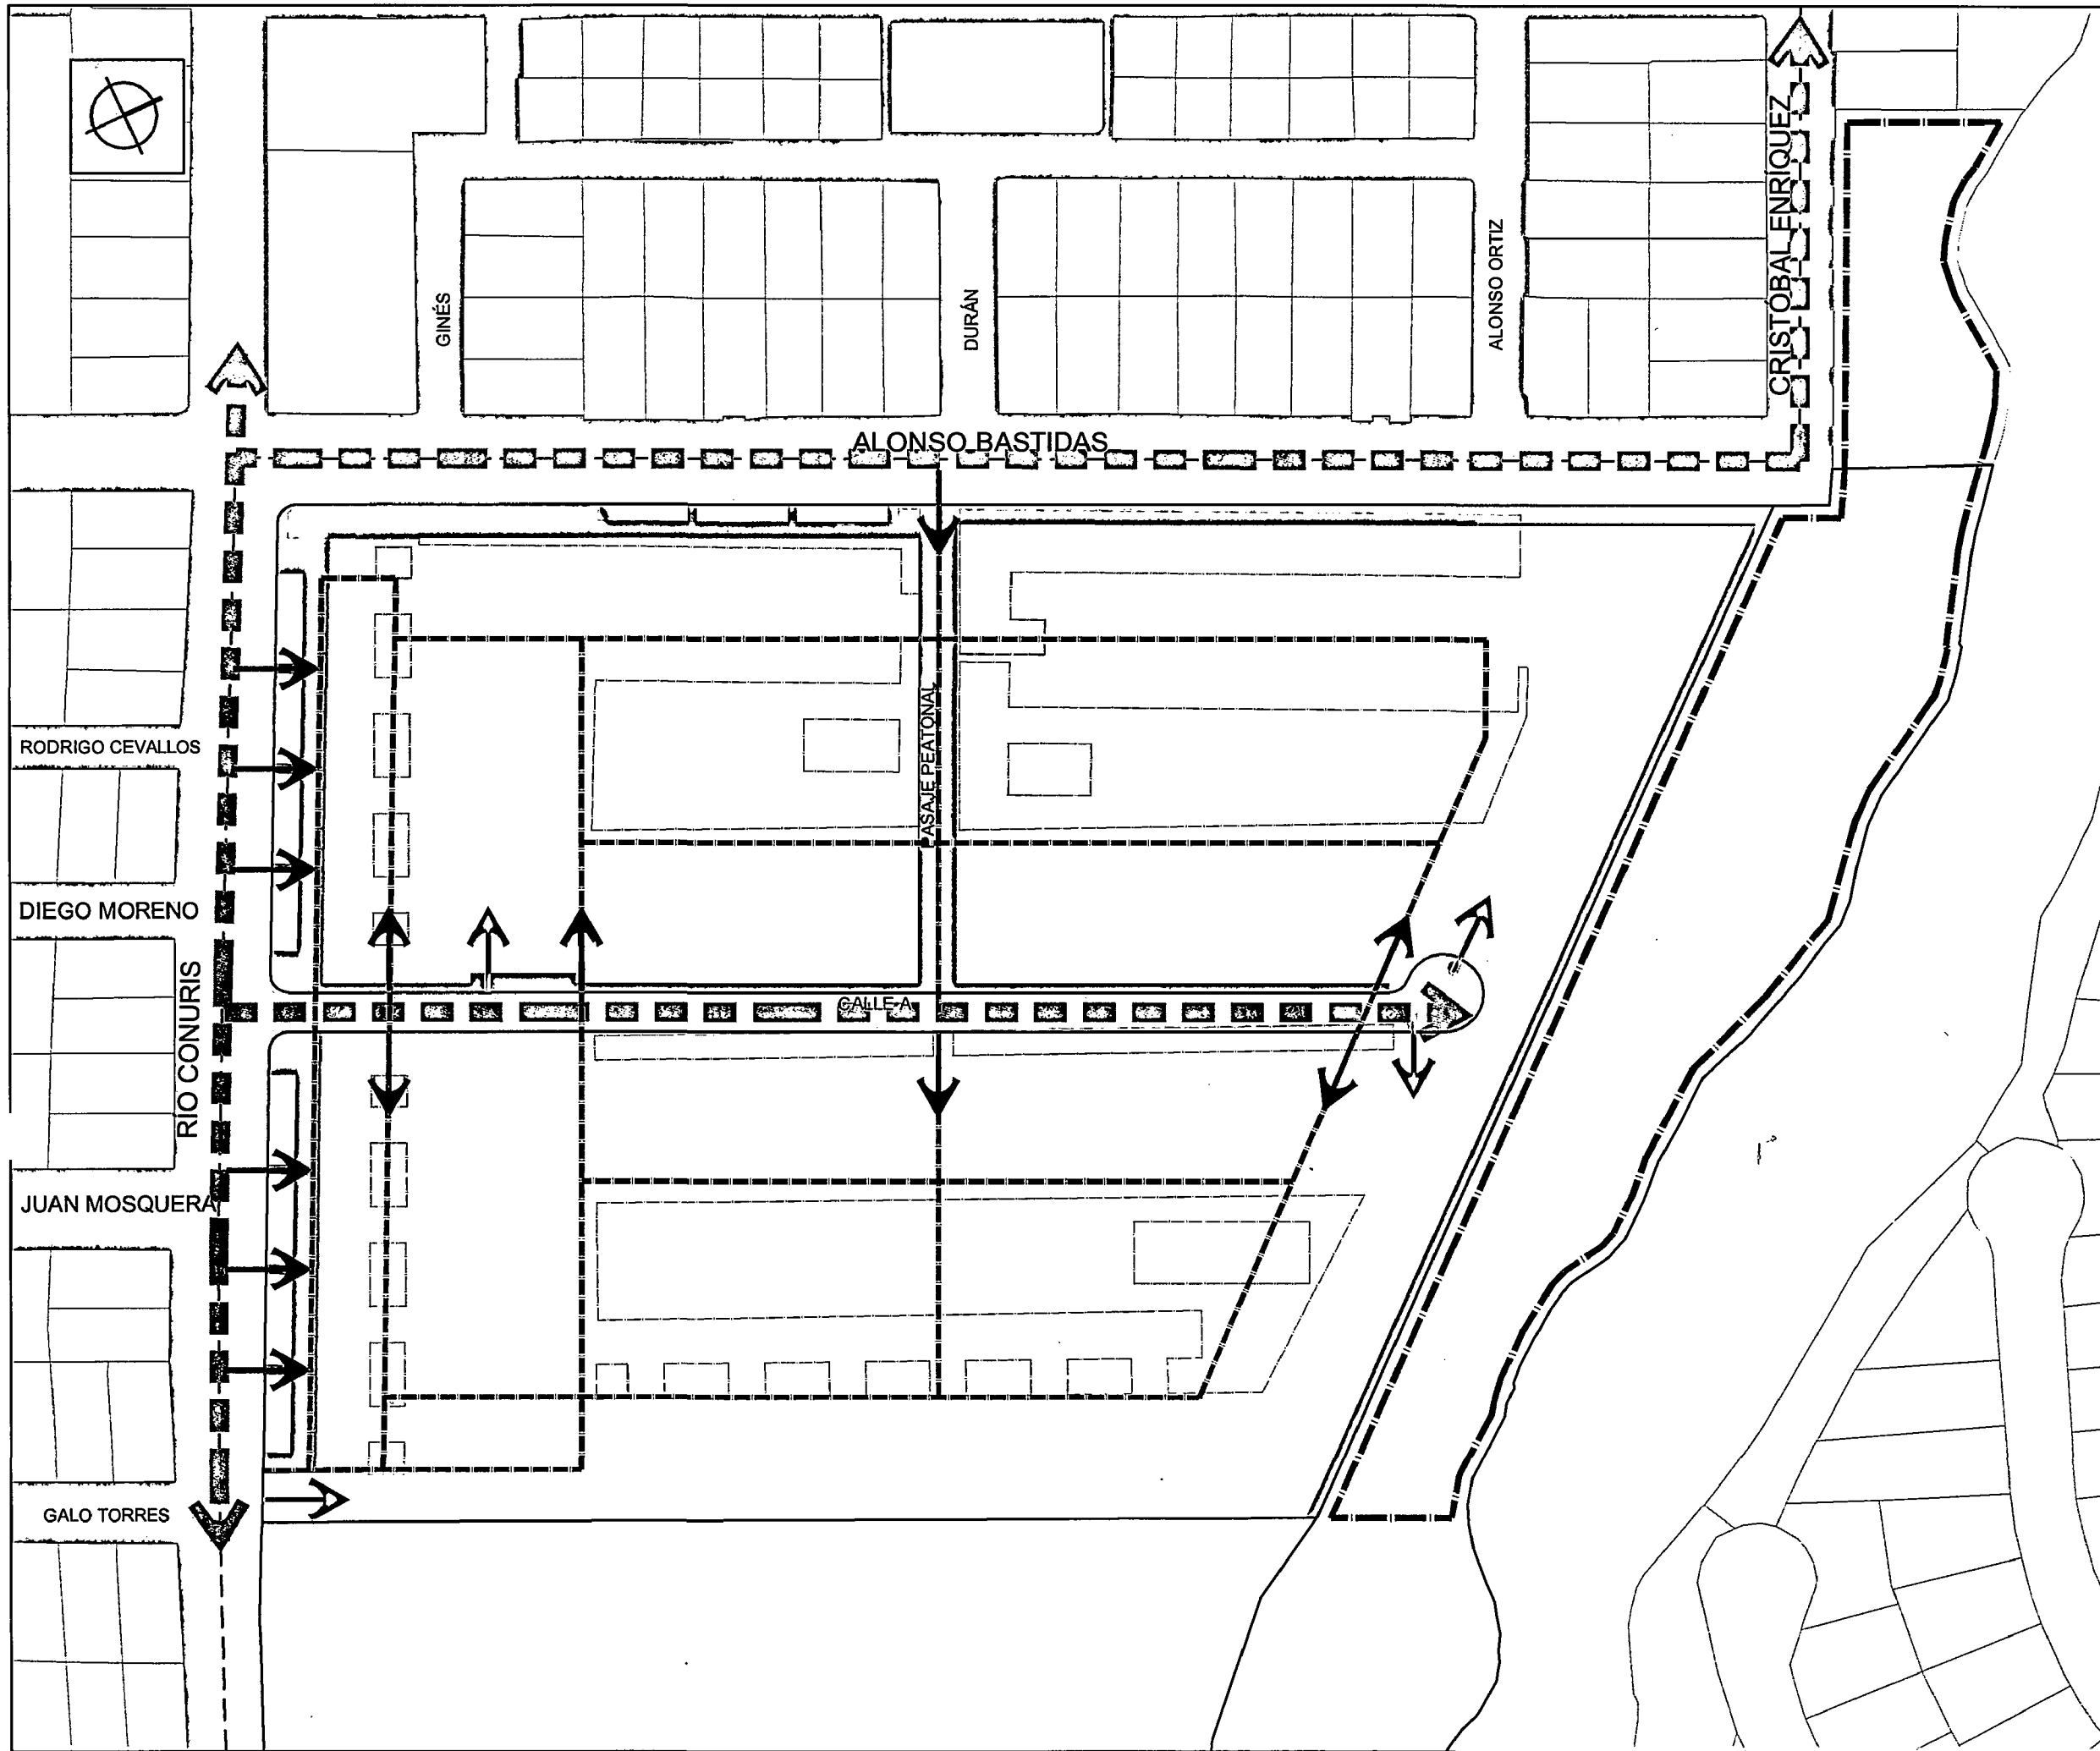 CRISTOBAL ENRIQUEZ
GINÉS
DURÁN
ALONSO ORTIZ
ALONSO BASTIDAS
RODRIGO CEVALLOS
PASAJE PEATONAL
DIEGO MORENO
RIO CONURIS
CALLE A
JUAN MOSQUERA
GALO TORRES